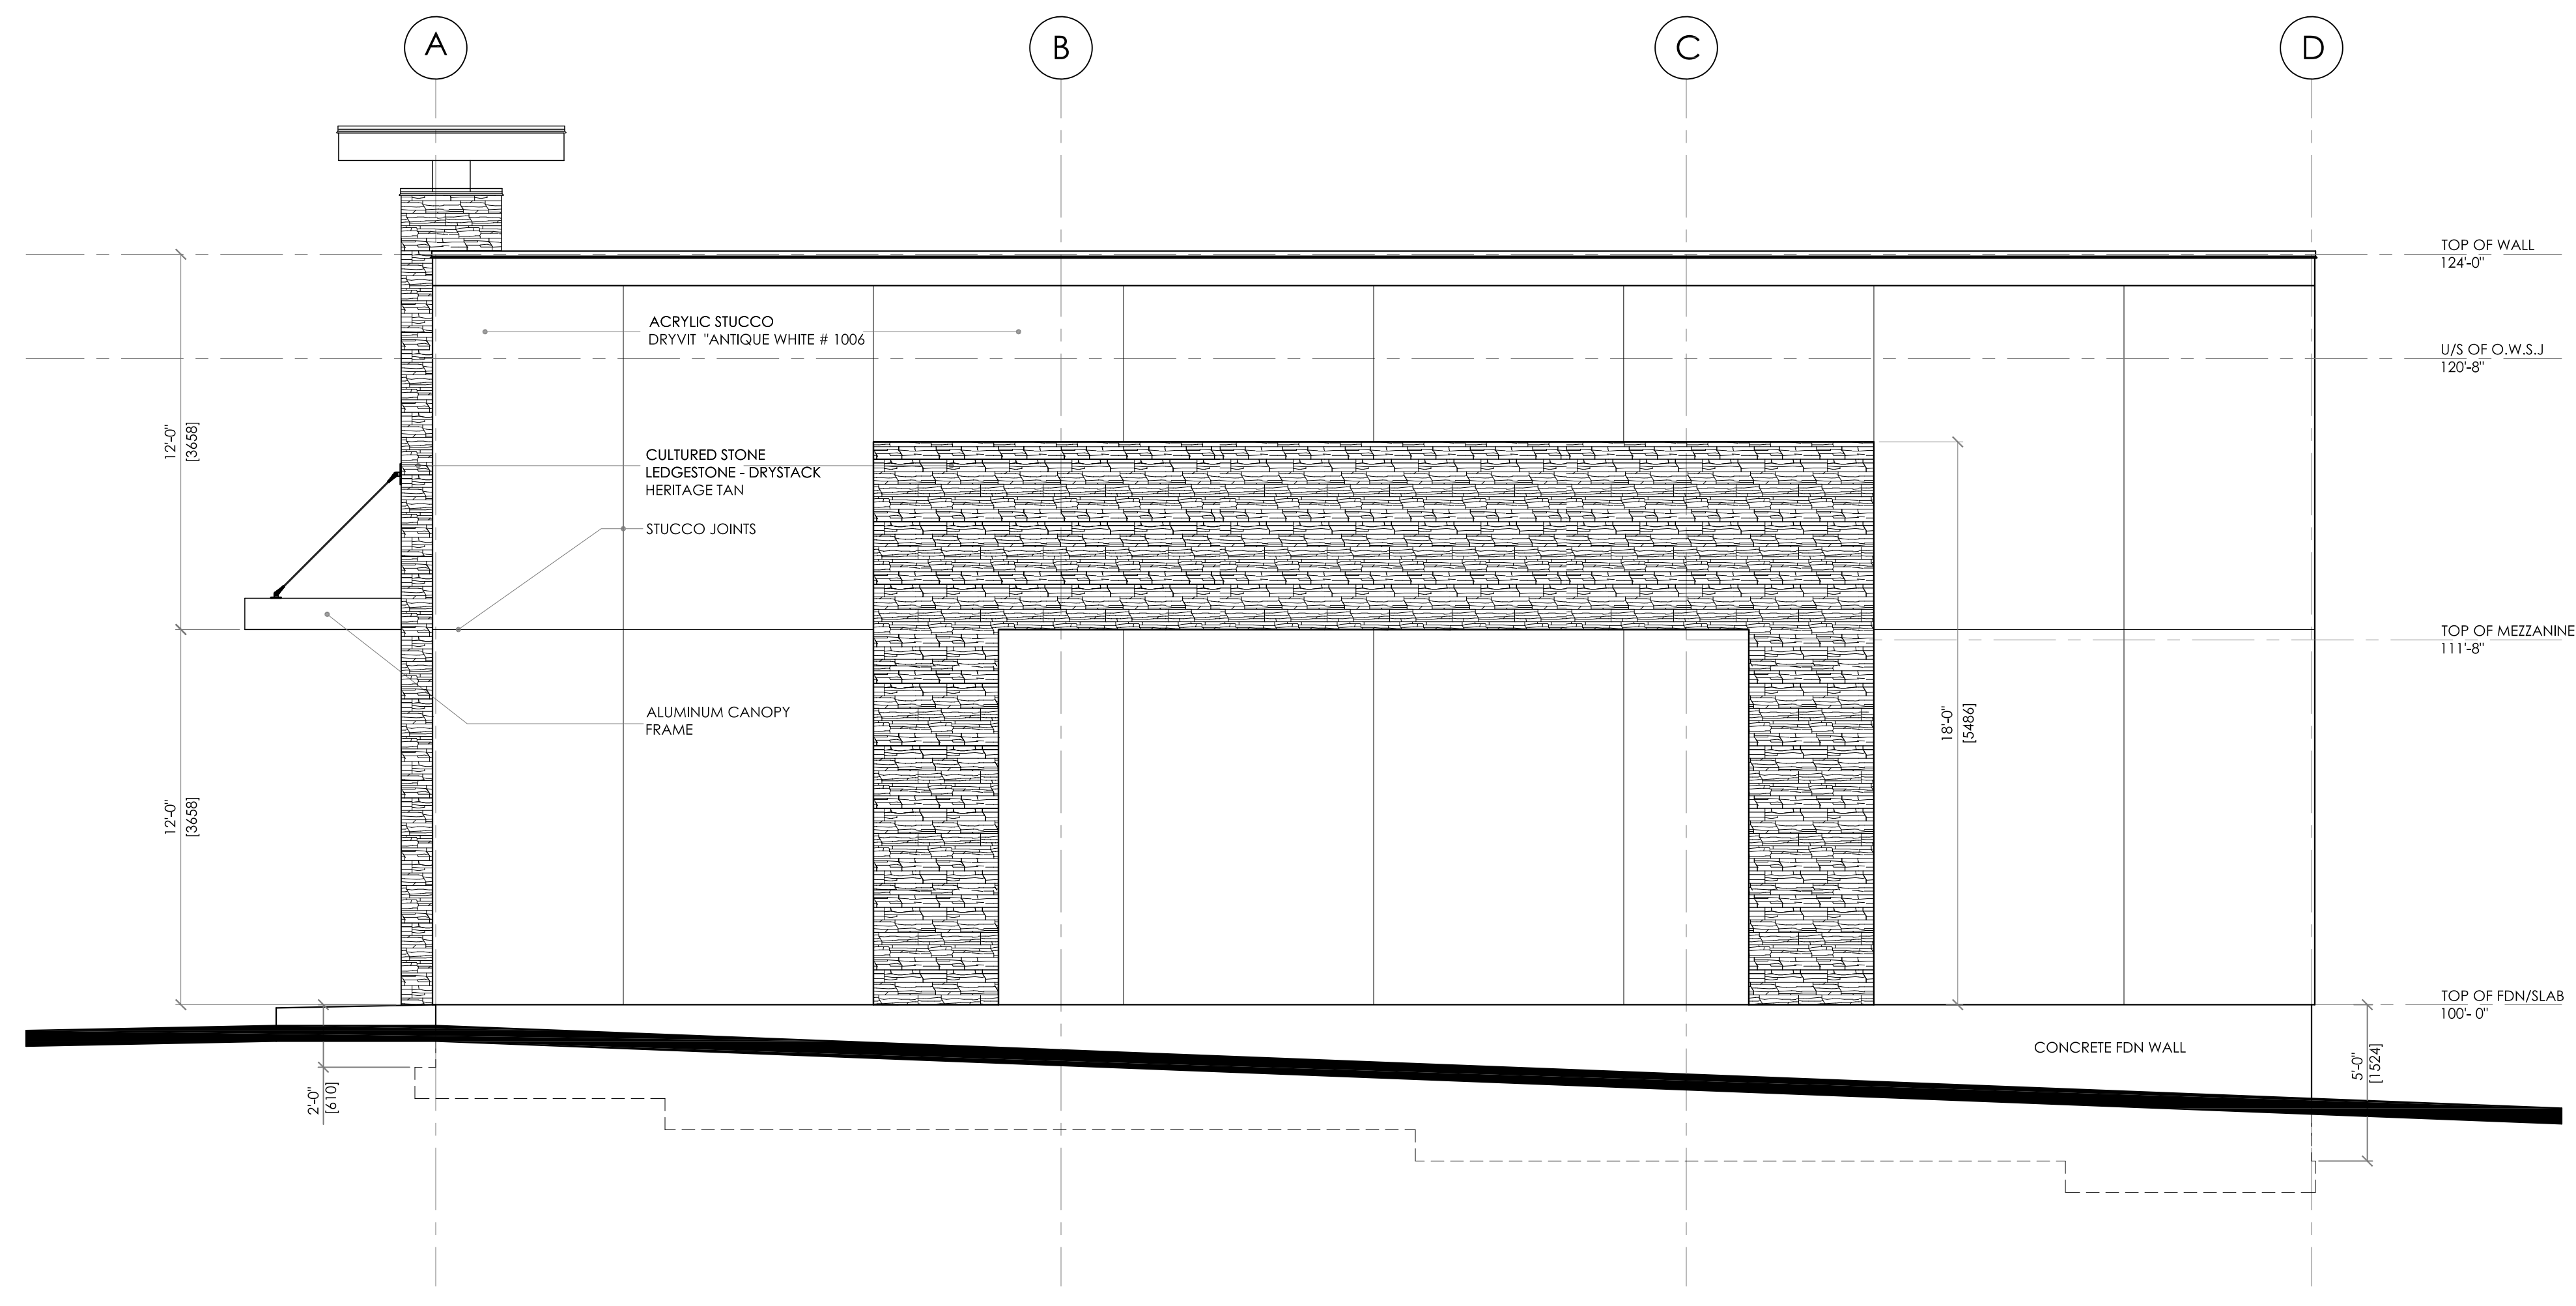 A
B
C
D
TOP OF WALL
124'-0"
ACRYLIC STUCCO
DRYVIT "ANTIQUE WHITE # 1006
U/S OF O.W.S.J
120'-8"
12'-0"
[3658]
CULTURED STONE
LEDGESTONE - DRYSTACK
HERITAGE TAN
STUCCO JOINTS
TOP OF MEZZANINE
111'-8"
ALUMINUM CANOPY
FRAME
18'-0"
[5486]
12'-0"
[3658]
TOP OF FDN/SLAB
100'- 0"
CONCRETE FDN WALL
5'-0"
[1524]
2'-0"
[610]